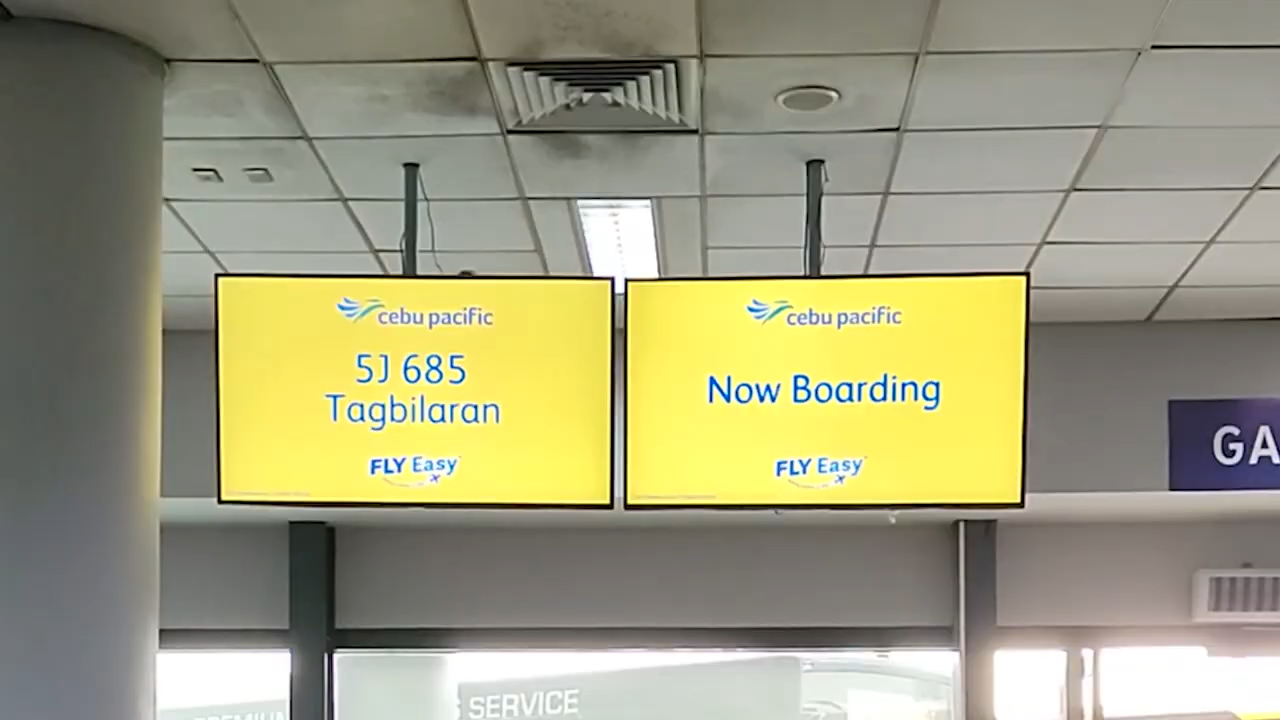 cebu pacific
5J 685
Tagbilaran
FLY Easy
cebu pacific
Now Boarding
FLY Easy
GA
SERVICE